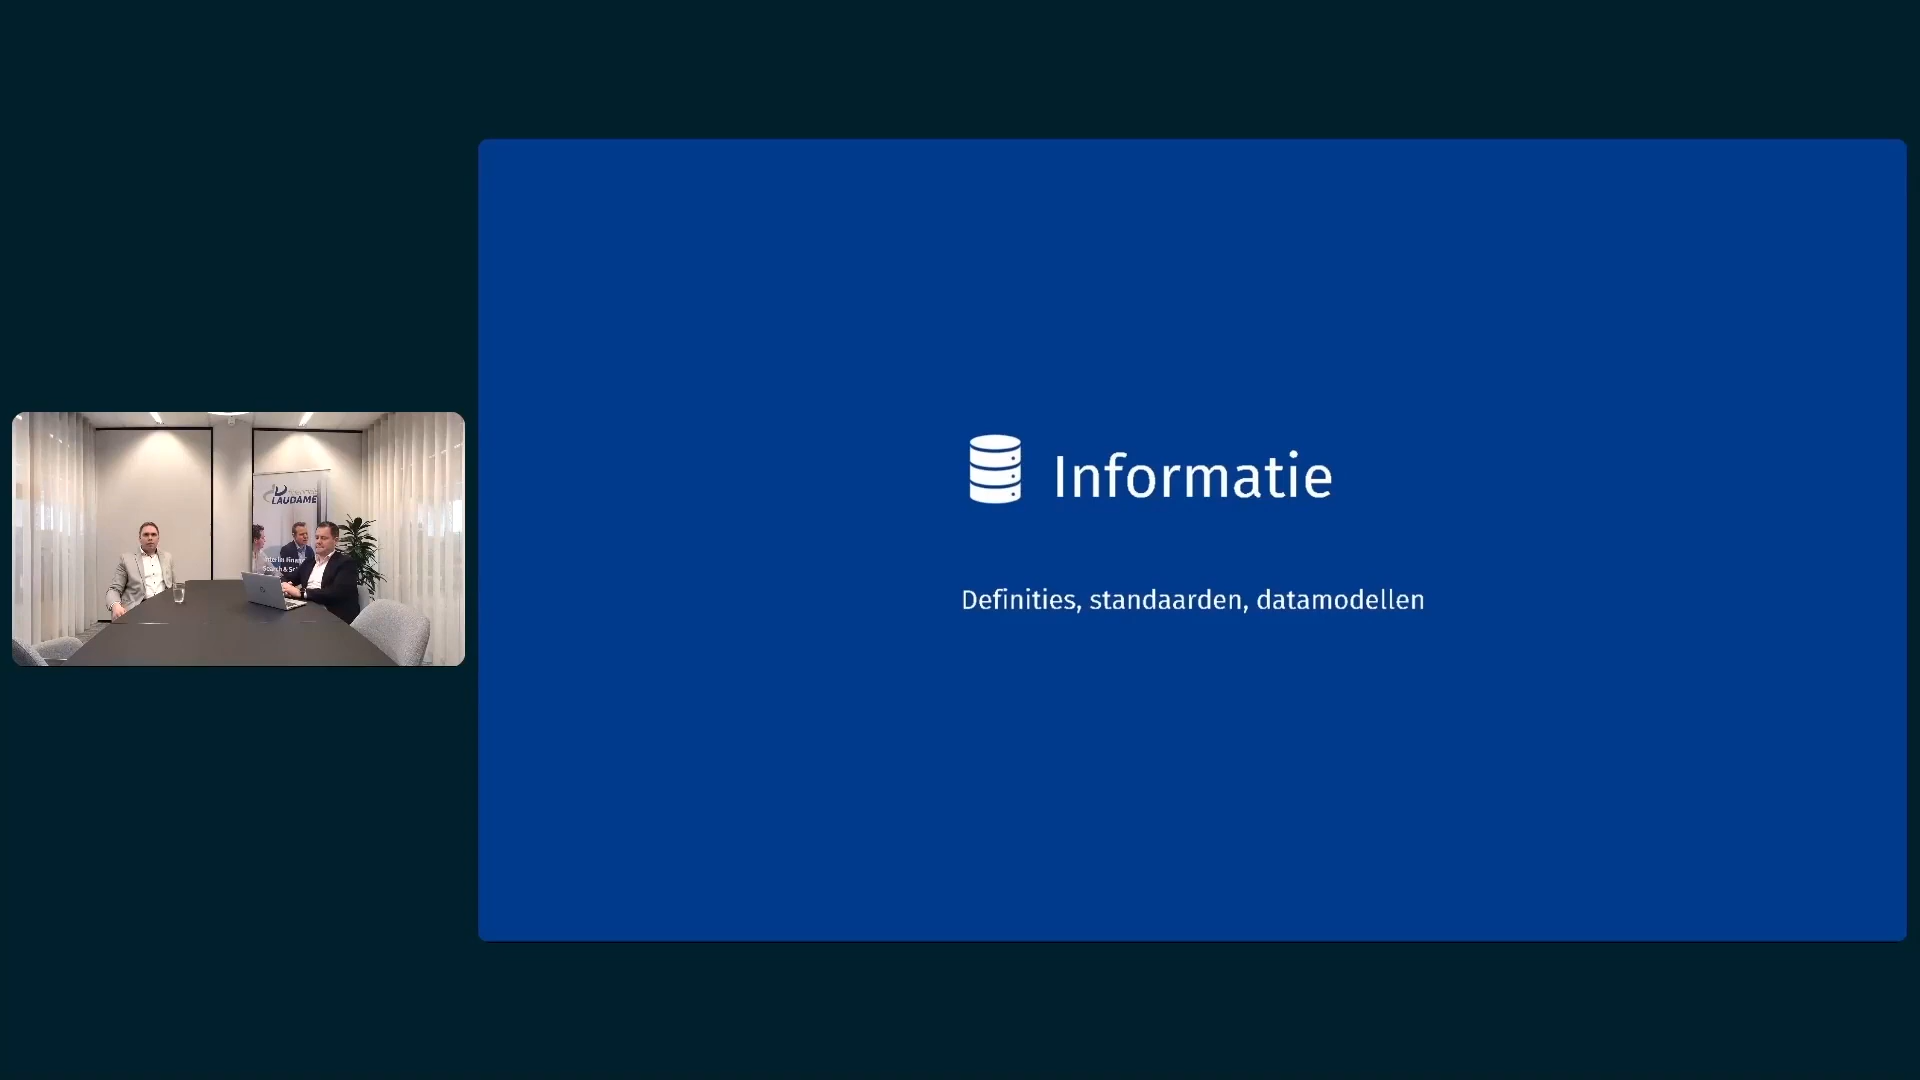 LAUDAME
Informatie
Definities, standaarden, datamodellen